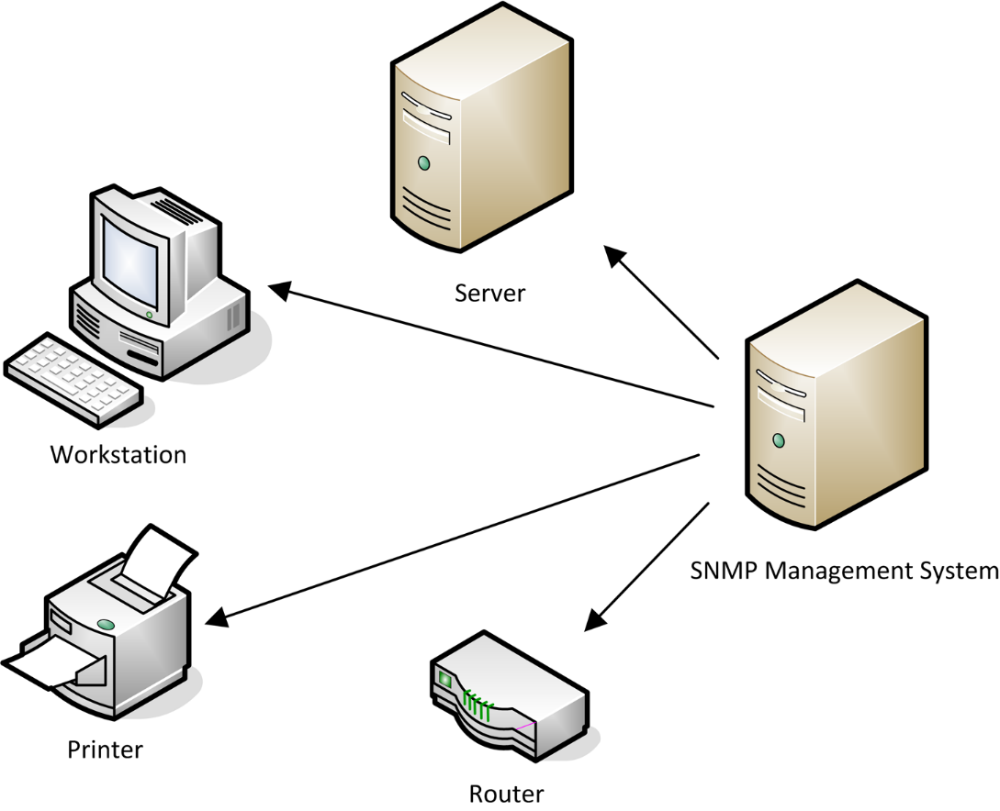 Server
Workstation
SNMP Management System
Printer
Router